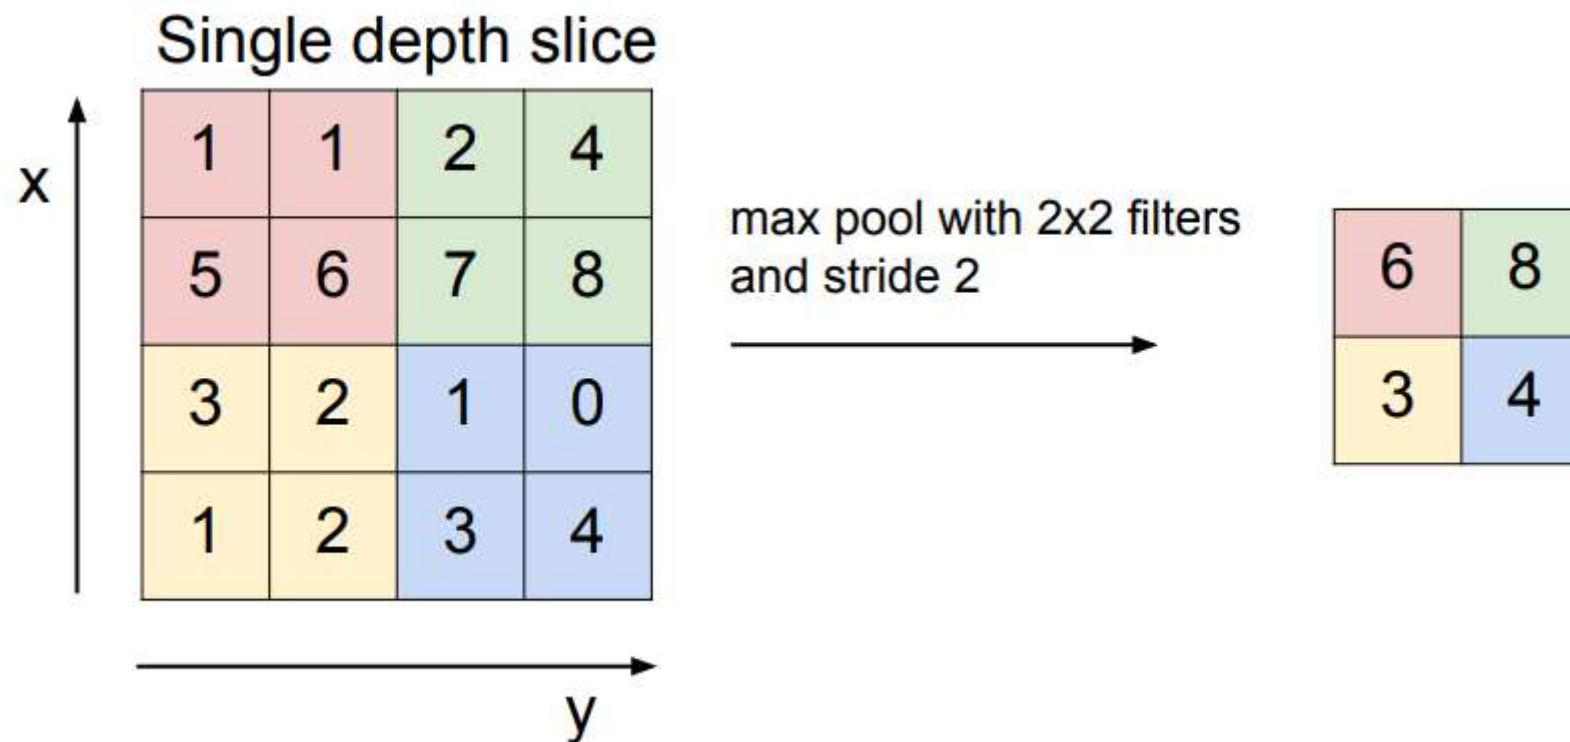 Single depth slice
x
1 1 2 4
5 6 7 8
3 2 1 0
1 2 3 4
y
max pool with 2x2 filters
and stride 2
6 8
3 4